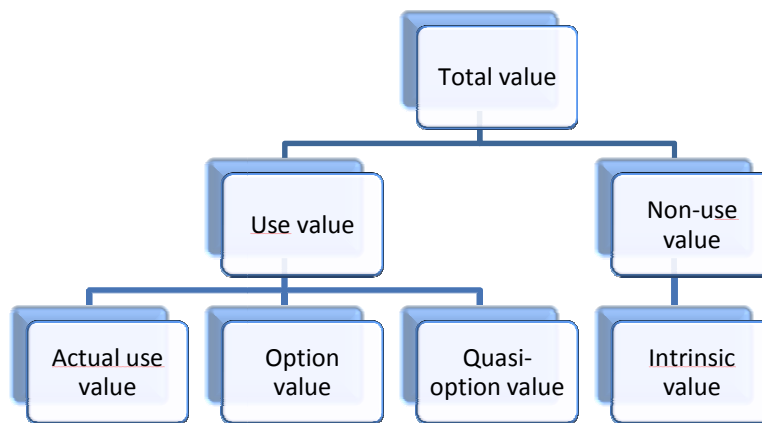 Total value
Use value
Non-use
value
Actual use
value
Option
value
Quasi-
option value
Intrinsic
value